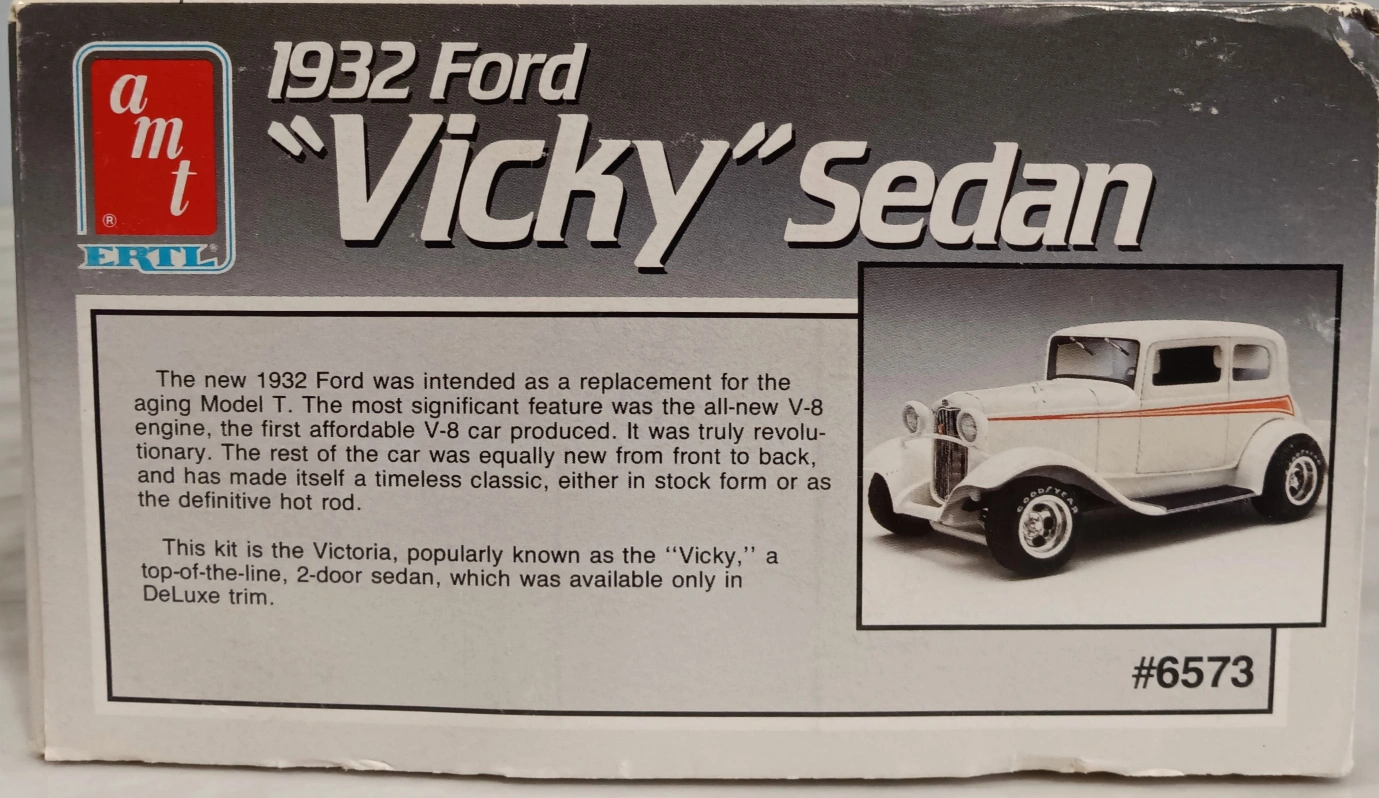 a
m
t
®
ERTL®
1932 Ford
"Vicky" Sedan
The new 1932 Ford was intended as a replacement for the
aging Model T. The most significant feature was the all-new V-8
engine, the first affordable V-8 car produced. It was truly revolu-
tionary. The rest of the car was equally new from front to back,
and has made itself a timeless classic, either in stock form or as
the definitive hot rod.
This kit is the Victoria, popularly known as the "Vicky," a
top-of-the-line, 2-door sedan, which was available only in
DeLuxe trim.
GOODYEAR
#6573